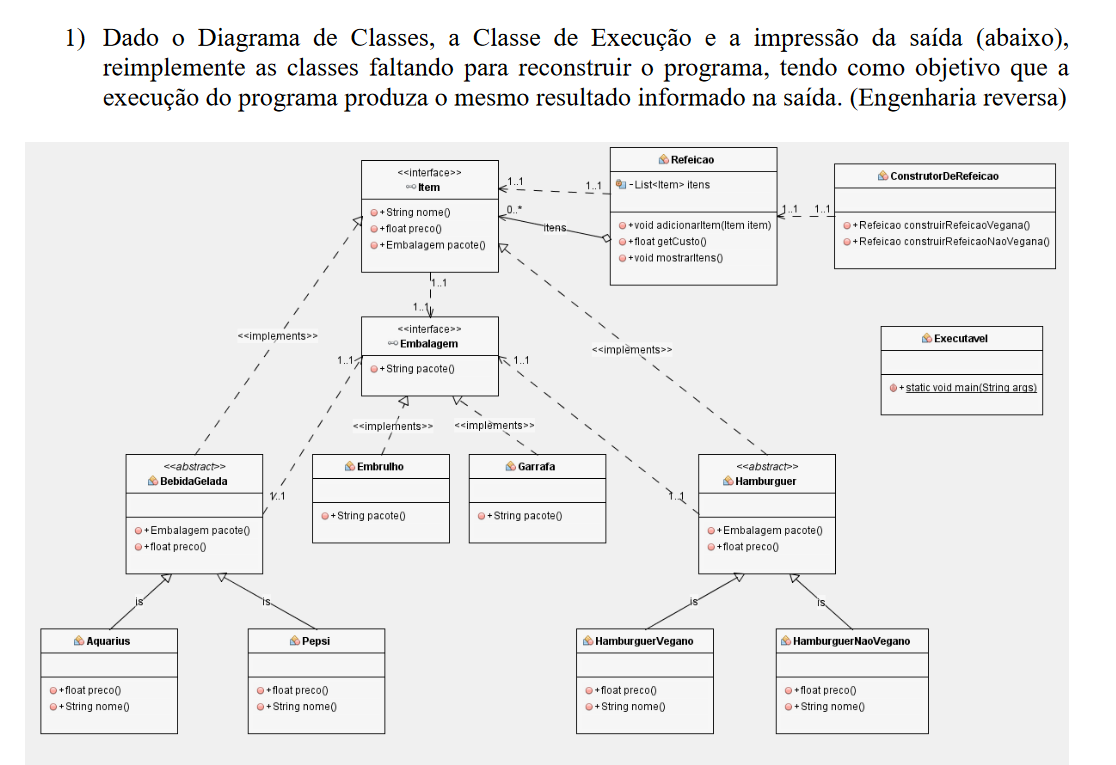 1) Dado o Diagrama de Classes, a Classe de Execução e a impressão da saída (abaixo),
reimplemente as classes faltando para reconstruir o programa, tendo como objetivo que a
execução do programa produza o mesmo resultado informado na saída. (Engenharia reversa)
<<interface>>
Item
+String nome()
+float preco()
+Embalagem pacote()
1..1
1..1
0..*
itens
Refeicao
-List<Item> itens
+void adicionarItem(Item item)
+float getCusto()
+void mostrarItens()
1..1
1..1
ConstrutorDeRefeicao
+Refeicao construirRefeicaoVegana()
+Refeicao construirRefeicaoNaoVegana()
1..1
1..1
<<interface>>
Embalagem
+String pacote()
<<implements>>
1..1
1..1
<<implements>>
Executavel
+static void main(String args)
<<implements>>
<<implements>>
<<abstract>>
BebidaGelada
+Embalagem pacote()
+float preco()
1..1
Embrulho
+String pacote()
Garrafa
+String pacote()
1..1
<<abstract>>
Hamburguer
+Embalagem pacote()
+float preco()
is
is
is
is
Aquarius
+float preco()
+String nome()
Pepsi
+float preco()
+String nome()
HamburguerVegano
+float preco()
+String nome()
HamburguerNaoVegano
+float preco()
+String nome()